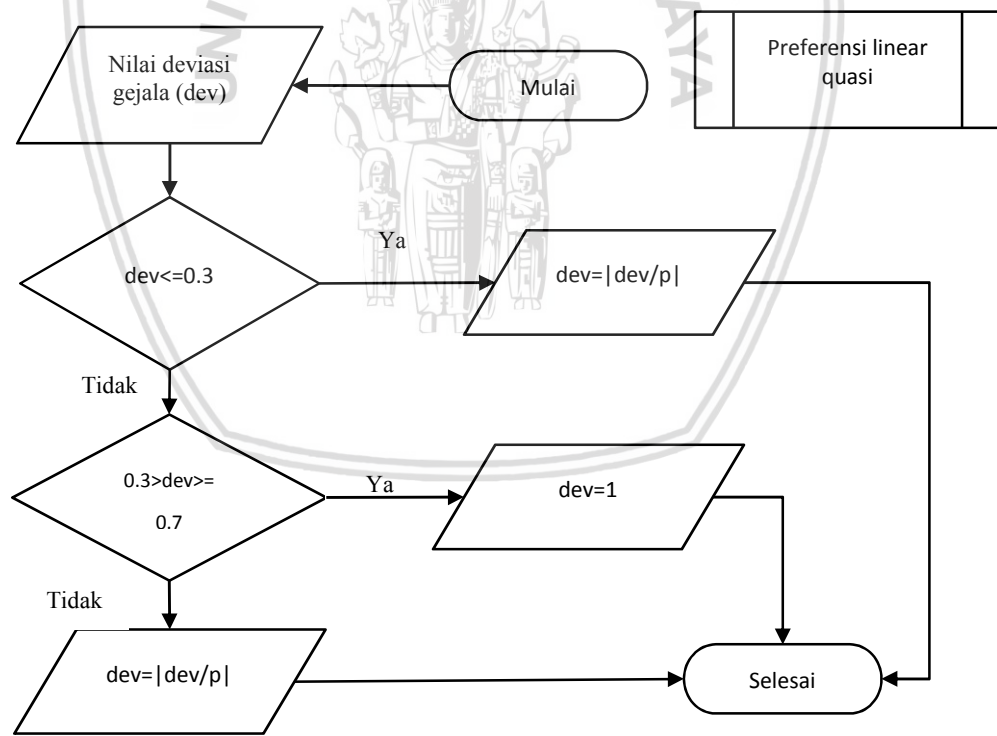 Nilai deviasi
gejala (dev)
Mulai
Preferensi linear
quasi
dev<=0.3
Ya
dev=|dev/p|
Tidak
0.3>dev>=
0.7
Ya
dev=1
Tidak
dev=|dev/p|
Selesai
AYA